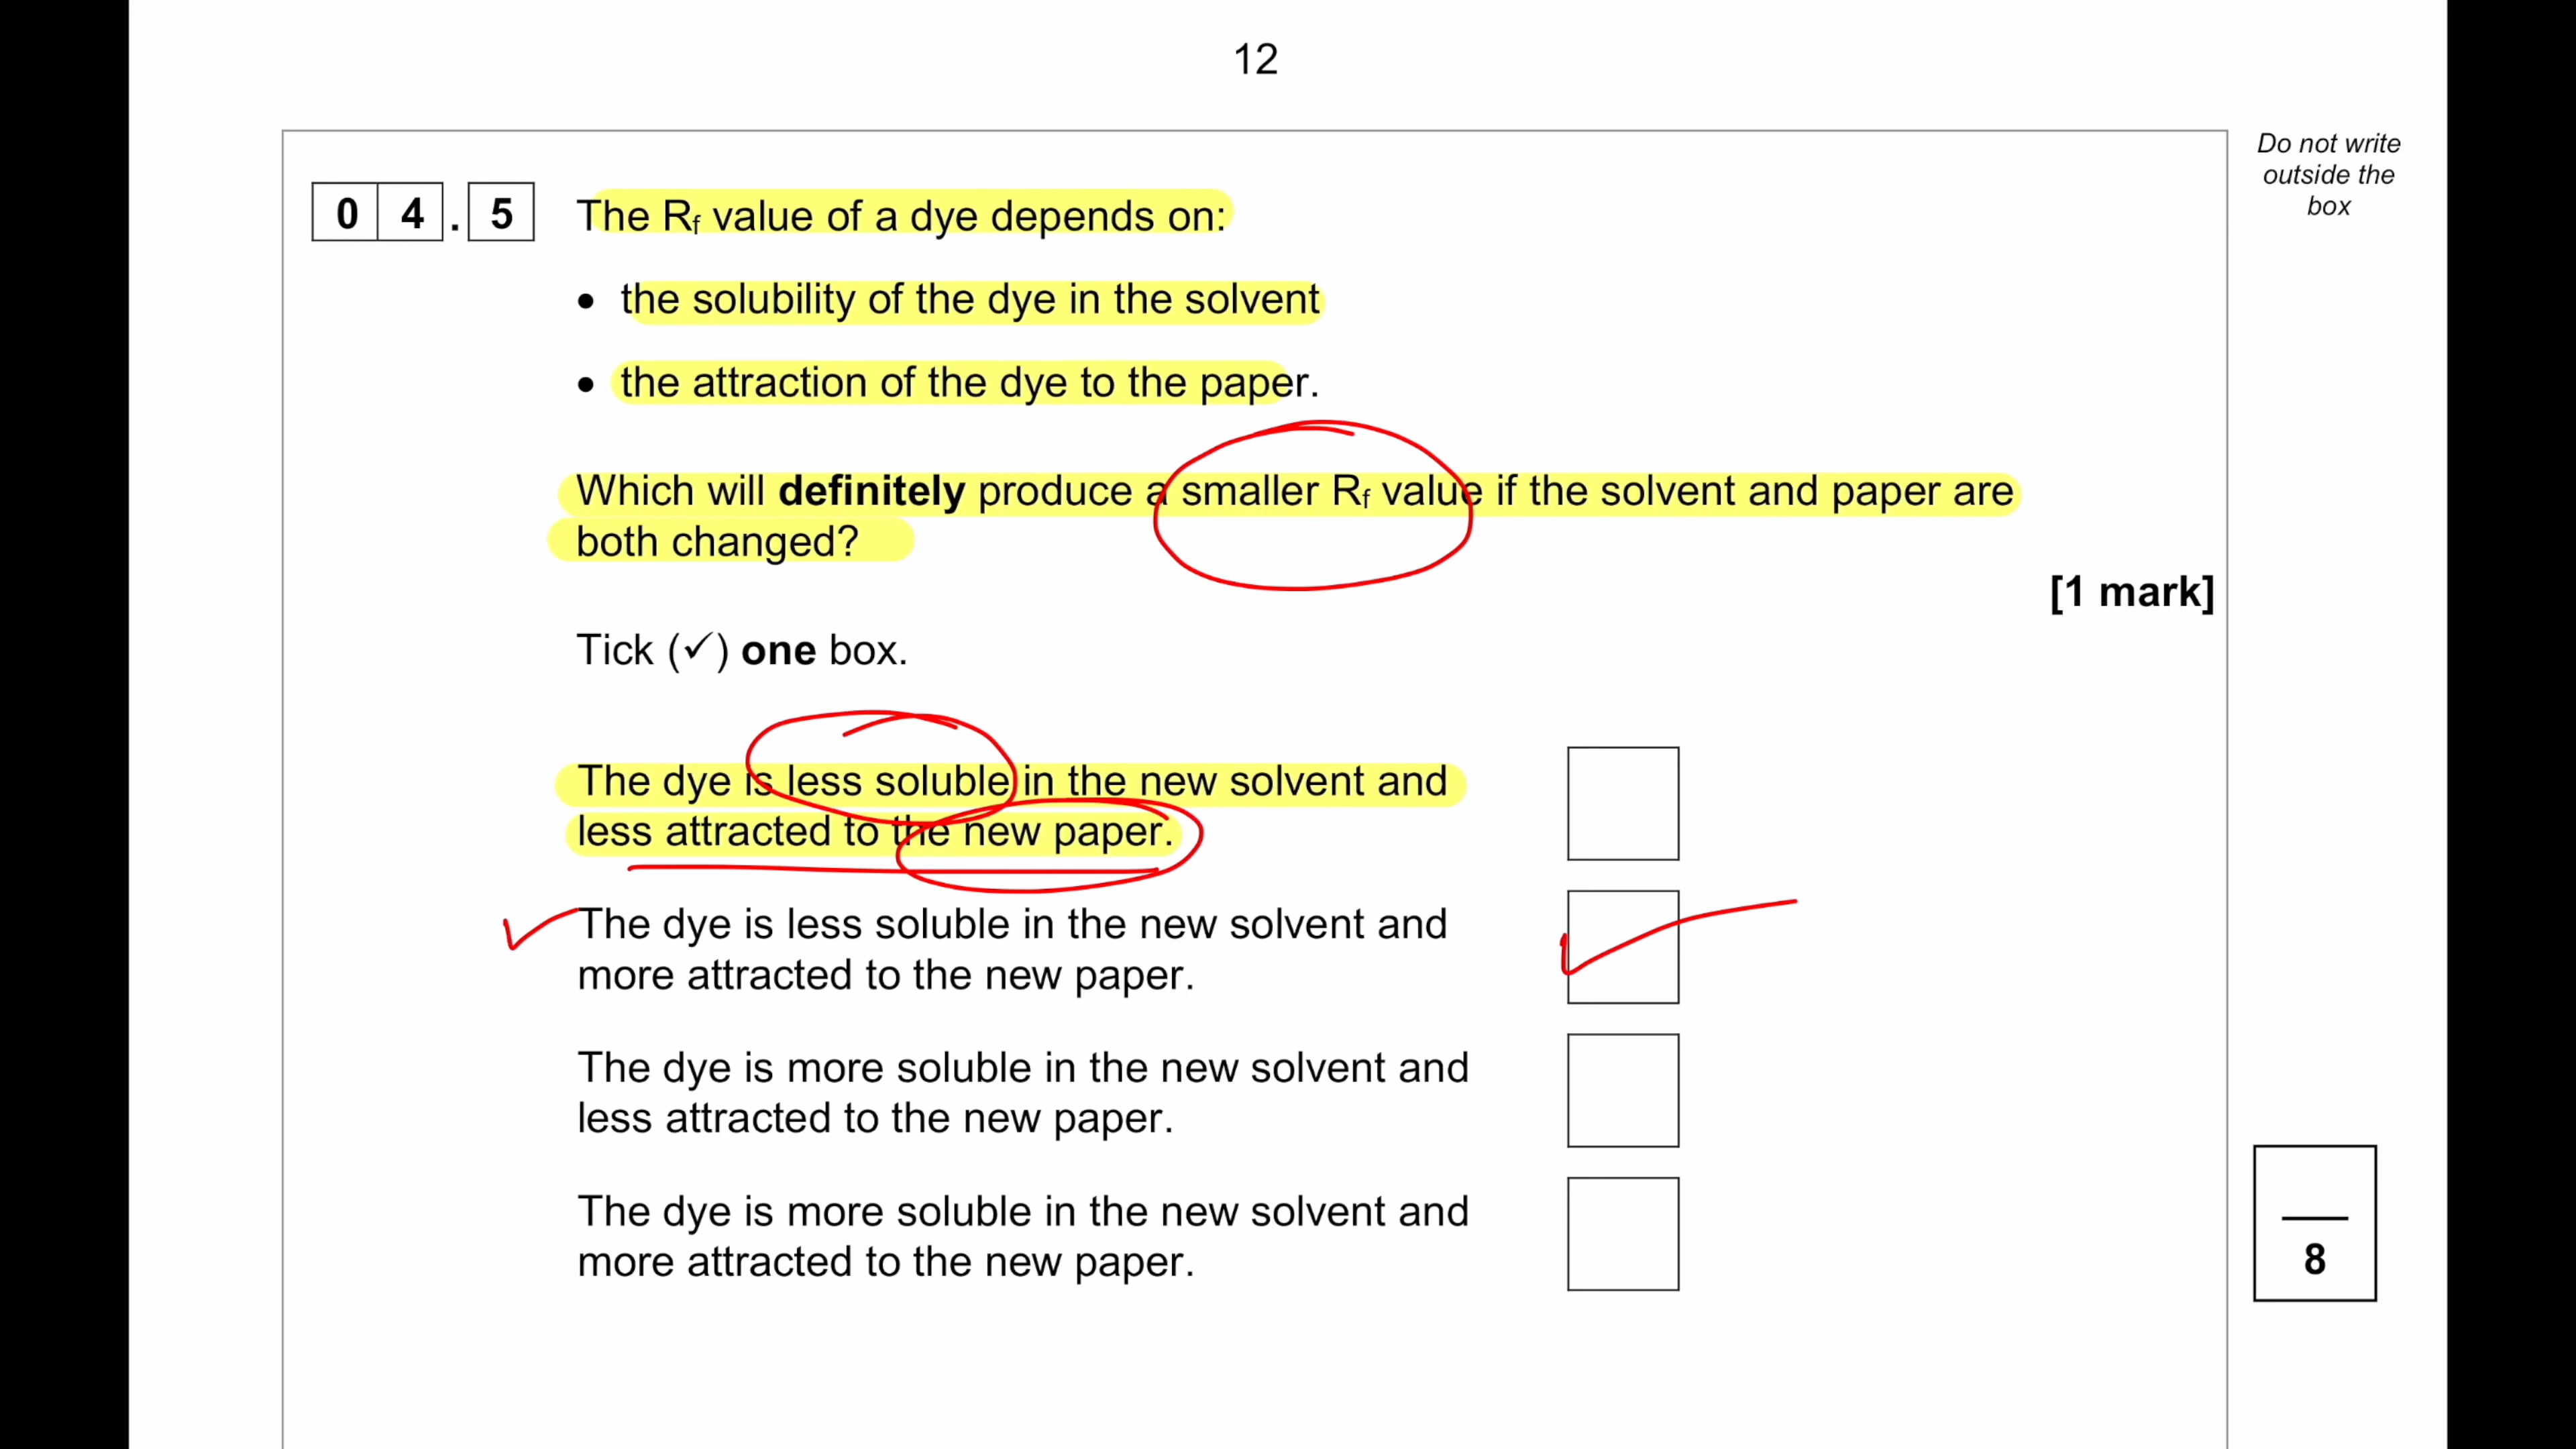 12
Do not write
outside the
box
04.5
The Rf value of a dye depends on:
• the solubility of the dye in the solvent
• the attraction of the dye to the paper.
Which will definitely produce a smaller Rf value if the solvent and paper are
both changed?
[1 mark]
Tick (✓) one box.
The dye is less soluble in the new solvent and
less attracted to the new paper.
The dye is less soluble in the new solvent and
more attracted to the new paper.
The dye is more soluble in the new solvent and
less attracted to the new paper.
The dye is more soluble in the new solvent and
more attracted to the new paper.
8